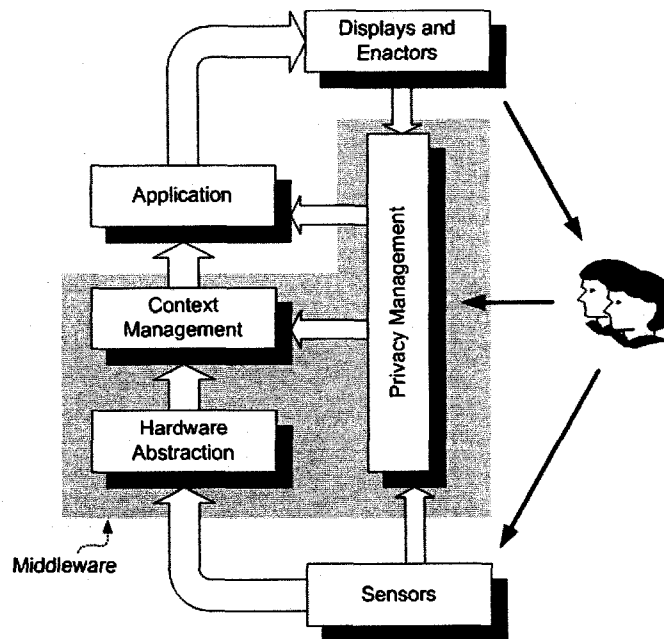 Displays and
Enactors
Application
Privacy Management
Context
Management
Hardware
Abstraction
Middleware
Sensors